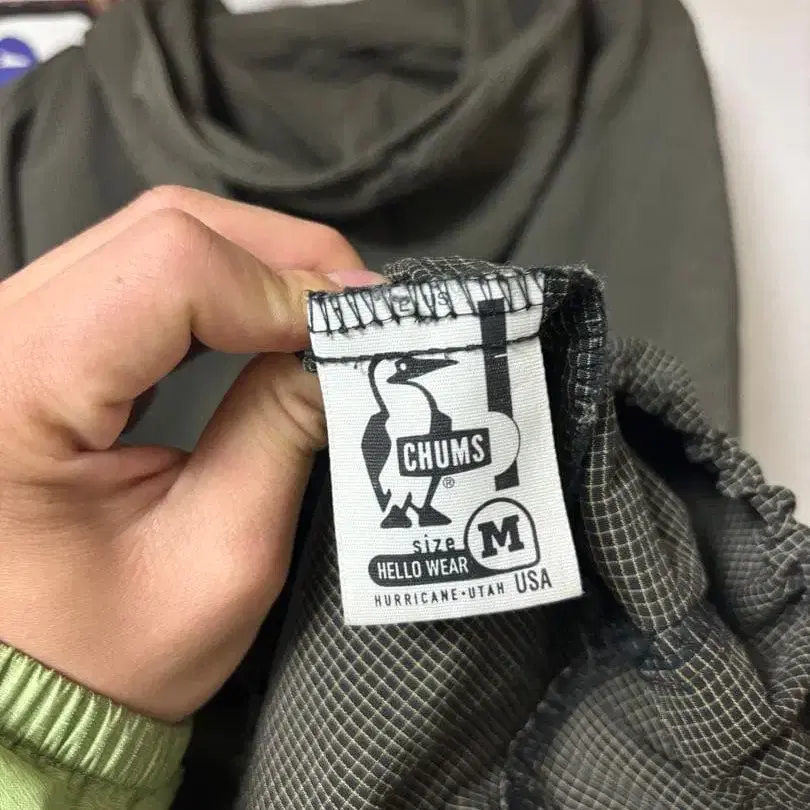 CHUMS
®
size M
HELLO WEAR
HURRICANE•UTAH USA